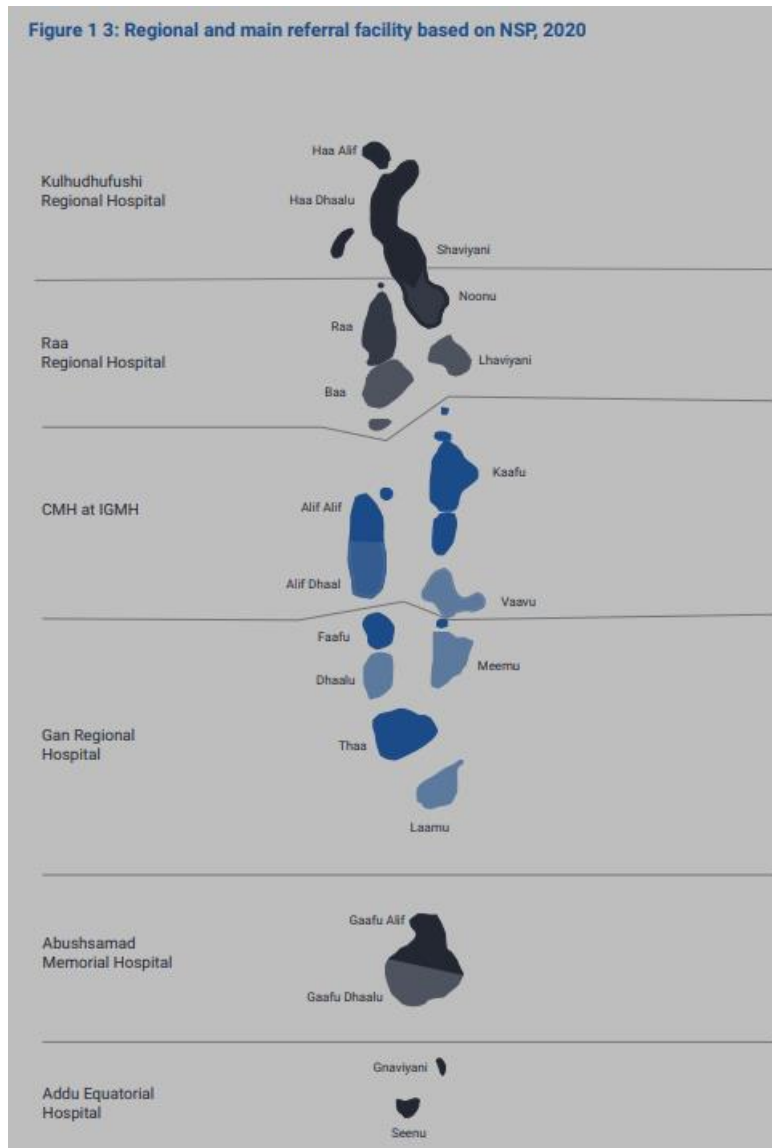 Figure 1 3: Regional and main referral facility based on NSP, 2020
Haa Alif
Kulhudhufushi
Regional Hospital
Haa Dhaalu
Shaviyani
Noonu
Raa
Raa
Regional Hospital
Lhaviyani
Baa
Kaafu
CMH at IGMH
Alif Alif
Alif Dhaal
Vaavu
Faafu
Meemu
Dhaalu
Gan Regional
Hospital
Thaa
Laamu
Gaafu Alif
Abushsamad
Memorial Hospital
Gaafu Dhaalu
Gnaviyani
Addu Equatorial
Hospital
Seenu